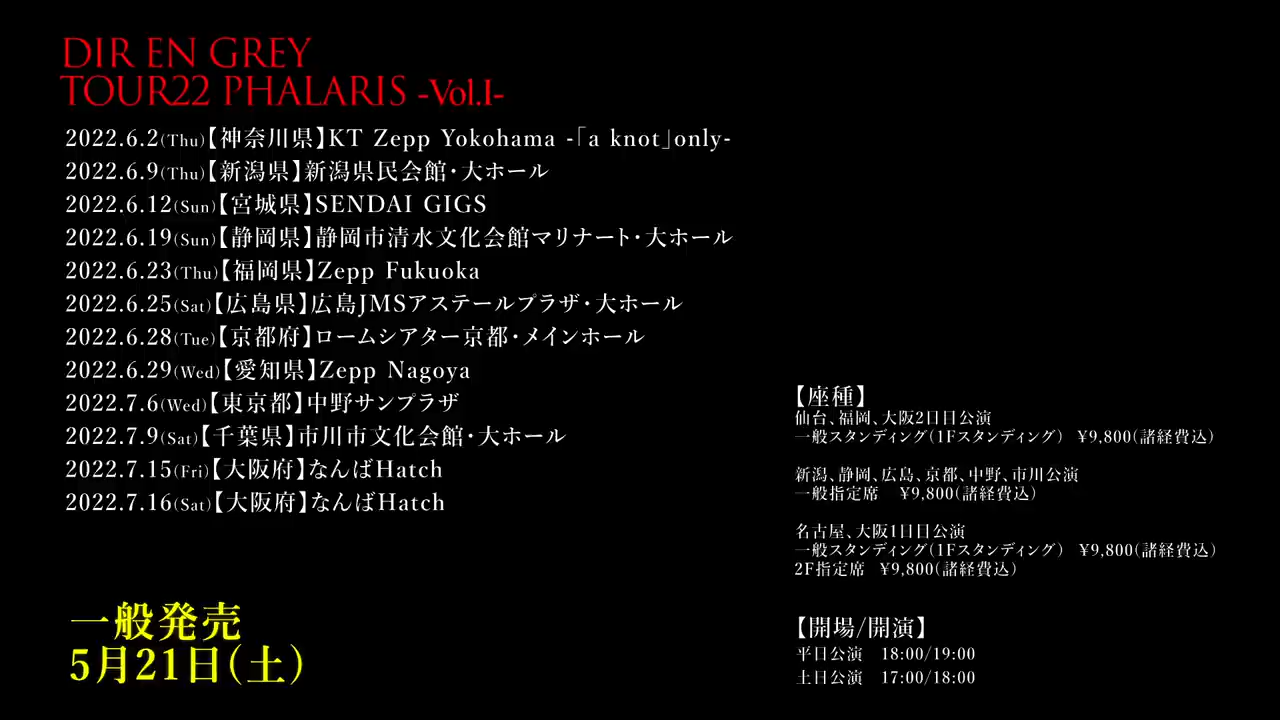 DIR EN GREY
TOUR22 PHALARIS -Vol.I-
2022.6.2(Thu)【神奈川県】KT Zepp Yokohama -「a knot」only-
2022.6.9(Thu)【新潟県】新潟県民会館・大ホール
2022.6.12(Sun)【宮城県】SENDAI GIGS
2022.6.19(Sun)【静岡県】静岡市清水文化会館マリナート・大ホール
2022.6.23(Thu)【福岡県】Zepp Fukuoka
2022.6.25(Sat)【広島県】広島JMSアステールプラザ・大ホール
2022.6.28(Tue)【京都府】ロームシアター京都・メインホール
2022.6.29(Wed)【愛知県】Zepp Nagoya
2022.7.6(Wed)【東京都】中野サンプラザ
2022.7.9(Sat)【千葉県】市川市文化会館・大ホール
2022.7.15(Fri)【大阪府】なんばHatch
2022.7.16(Sat)【大阪府】なんばHatch
一般発売
5月21日(土)
【座種】
仙台、福岡、大阪2日目公演
一般スタンディング(1Fスタンディング) ¥9,800(諸経費込)
新潟、静岡、広島、京都、中野、市川公演
一般指定席 ¥9,800(諸経費込)
名古屋、大阪1日目公演
一般スタンディング(1Fスタンディング) ¥9,800(諸経費込)
2F指定席 ¥9,800(諸経費込)
【開場/開演】
平日公演 18:00/19:00
土日公演 17:00/18:00